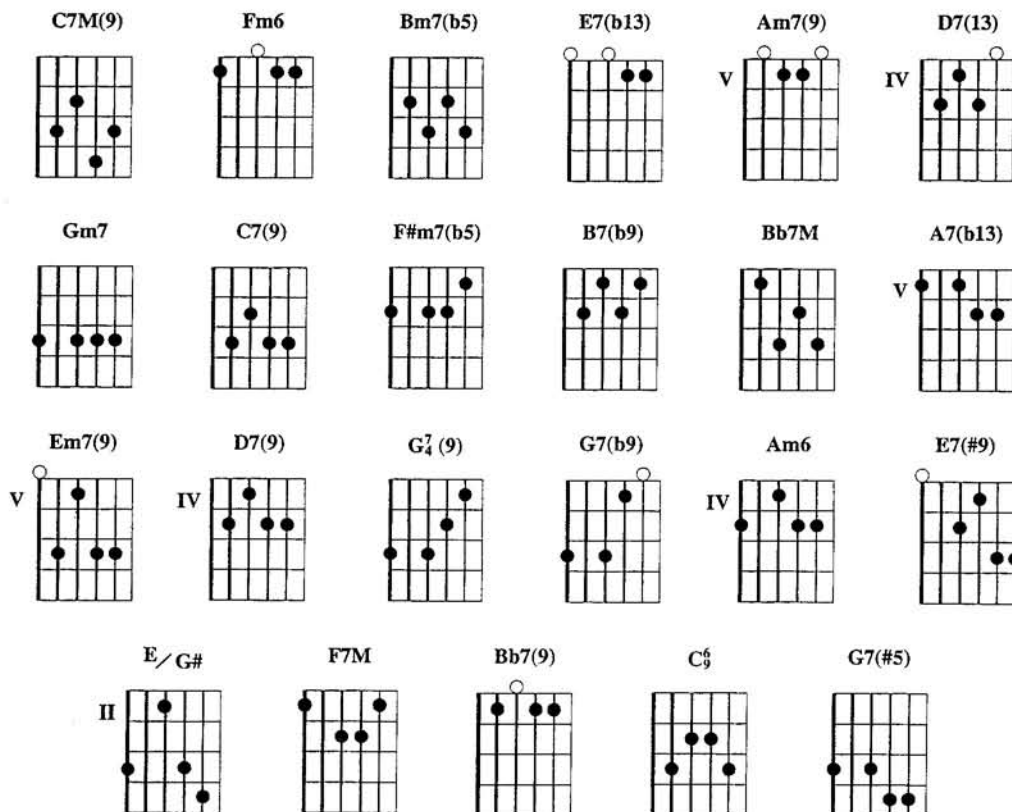 C7M(9) Fm6 Bm7(b5) E7(b13) Am7(9) D7(13)
V IV
Gm7 C7(9) F#m7(b5) B7(b9) Bb7M A7(b13)
V
Em7(9) D7(9) G7/4 (9) G7(b9) Am6 E7(#9)
V IV IV
E/G# F7M Bb7(9) C6/9 G7(#5)
II